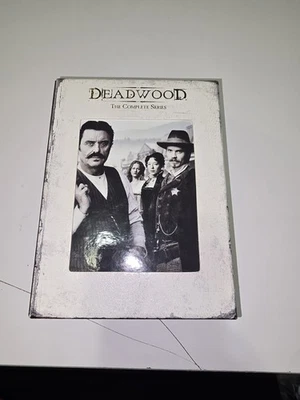 DEADWOOD
THE COMPLETE SERIES